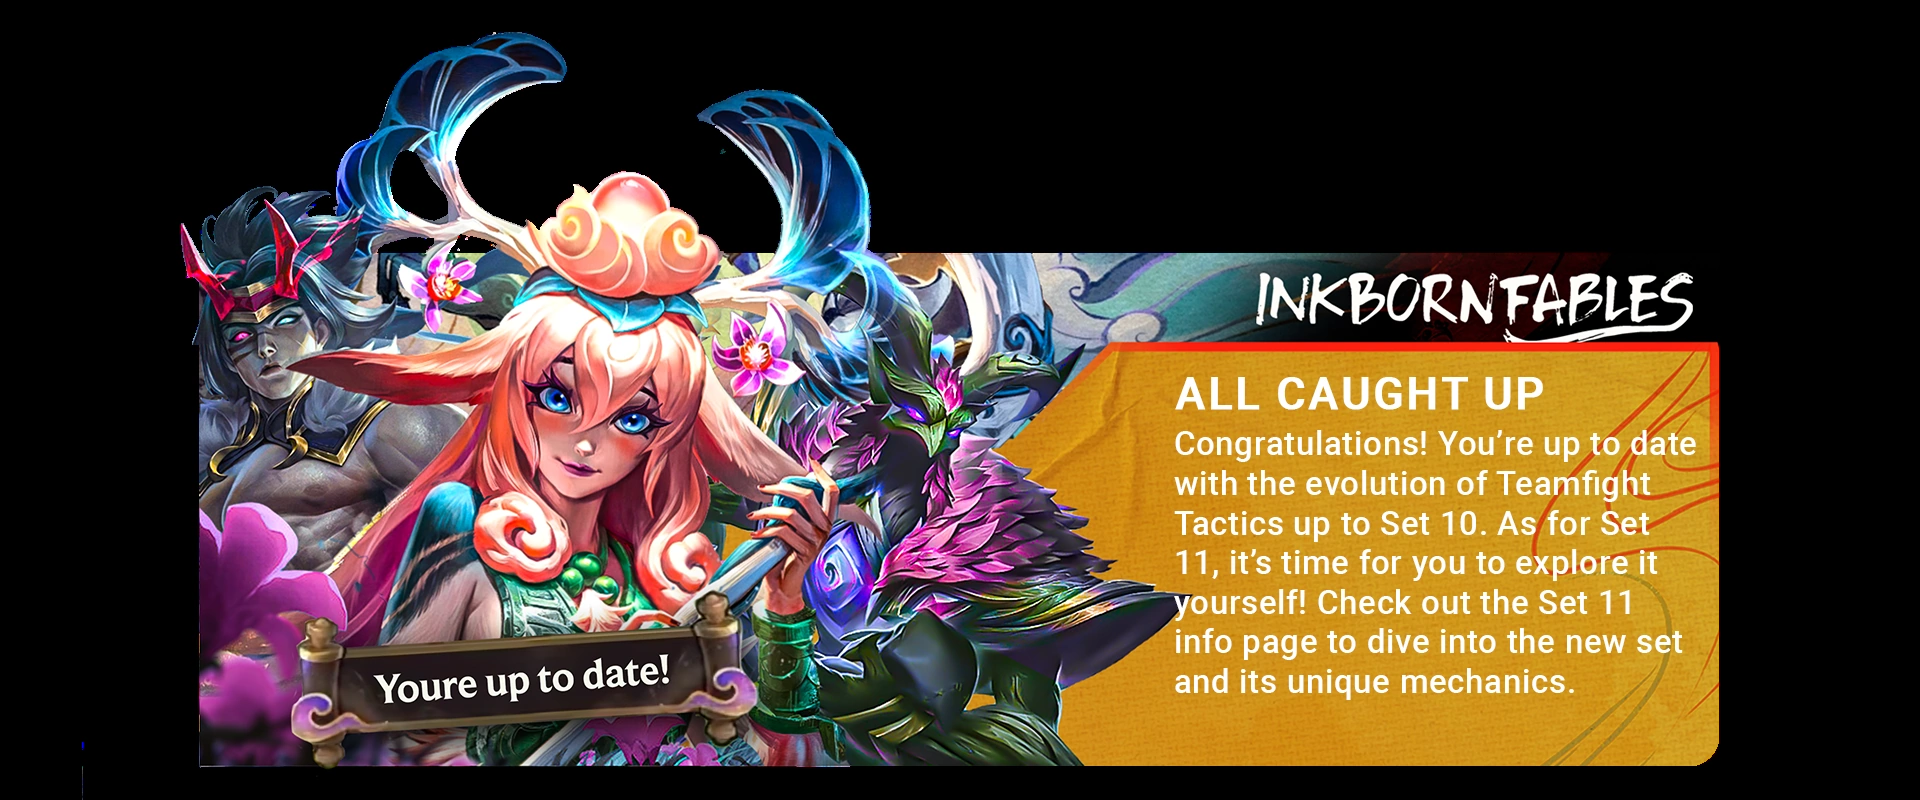 INKBORNFABLES
ALL CAUGHT UP
Congratulations! You’re up to date
with the evolution of Teamfight
Tactics up to Set 10. As for Set
11, it’s time for you to explore it
yourself! Check out the Set 11
info page to dive into the new set
and its unique mechanics.
Youre up to date!